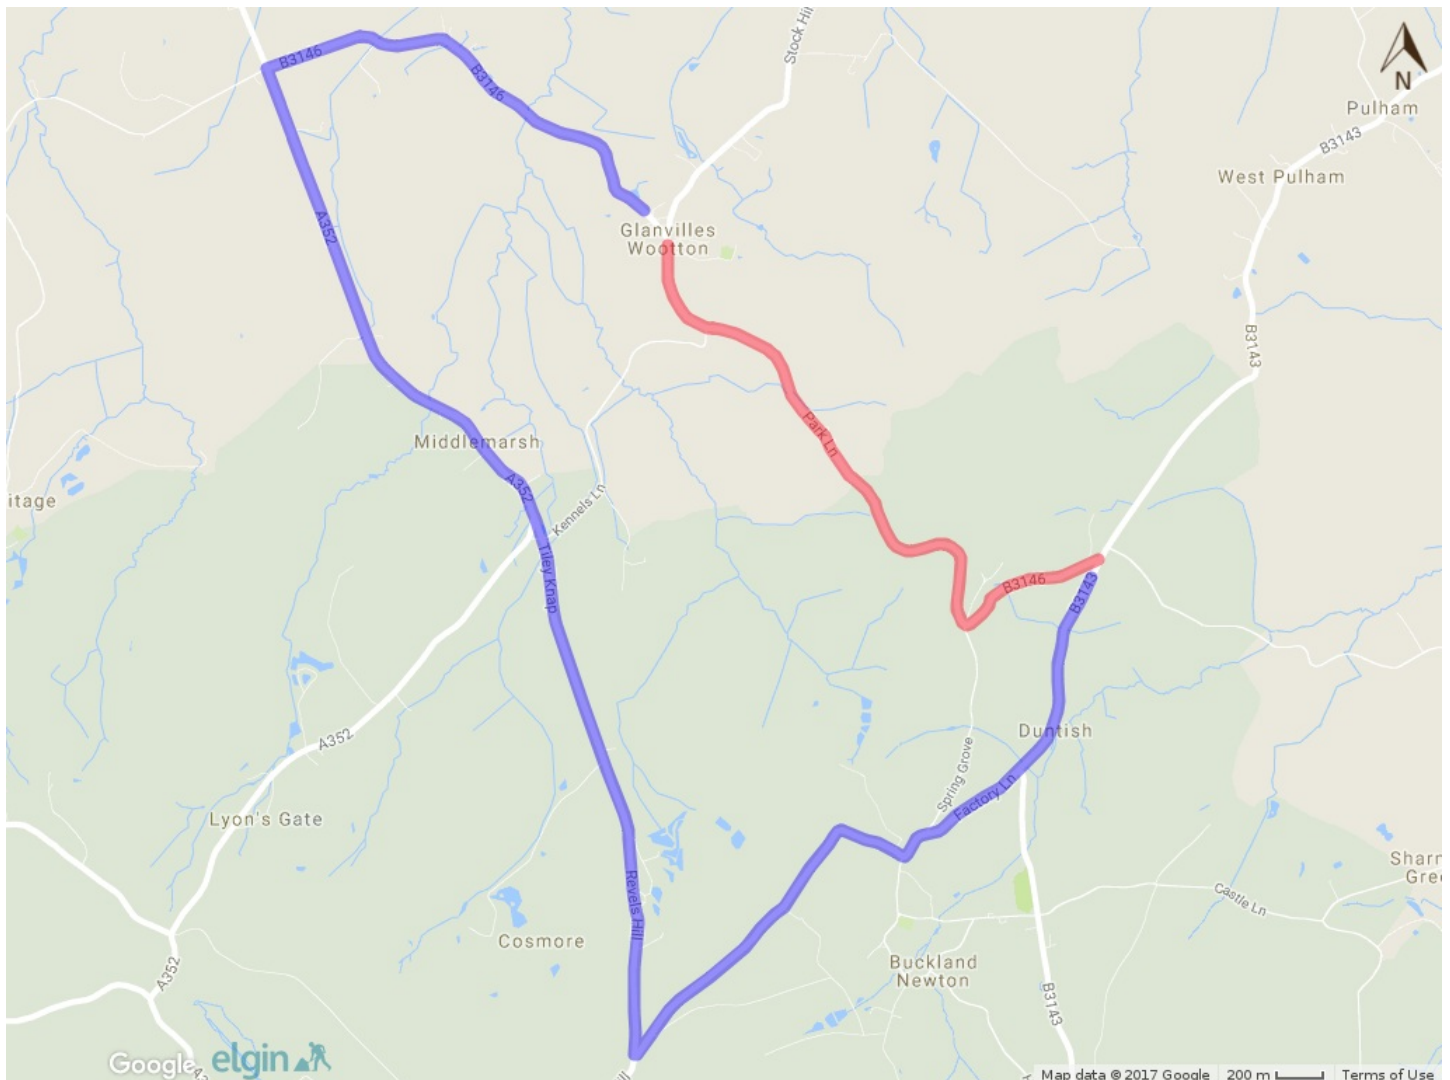 Stock Hi
N
Pulham
B3143
West Pulham
B3146
B3146
A352
Glanvilles
Wootton
B3143
Park Ln
Middlemarsh
A352
Kennels Ln
itage
Tiley Knap
B3146
B3143
Duntish
A352
Spring Grove
Factory Ln
Lyon's Gate
Sharn
Gree
Castle Ln
Revels Hill
Cosmore
Buckland
Newton
A352
B3143
Google elgin
Map data © 2017 Google 200 m Terms of Use